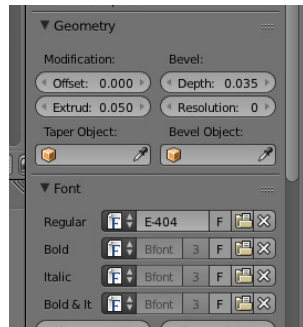 Geometry
Modification: Bevel:
Offset: 0.000 Depth: 0.035
Extrud: 0.050 Resolution: 0
Taper Object: Bevel Object:
Font
Regular F E-404 F
Bold F Bfont 3 F
Italic F Bfont 3 F
Bold & It F Bfont 3 F